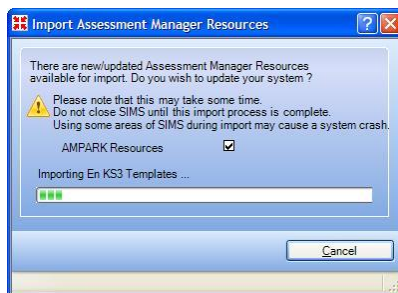 Import Assessment Manager Resources
There are new/updated Assessment Manager Resources
available for import. Do you wish to update your system ?
Please note that this may take some time.
Do not close SIMS until this import process is complete.
Using some areas of SIMS during import may cause a system crash.
AMPARK Resources
Importing En KS3 Templates ...
Cancel